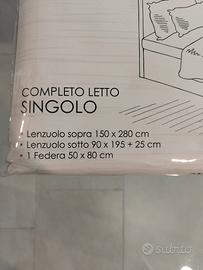 COMPLETO LETTO
SINGOLO
• Lenzuolo sopra 150 x 280 cm
• Lenzuolo sotto 90 x 195 + 25 cm
• 1 Federa 50 x 80 cm
subito